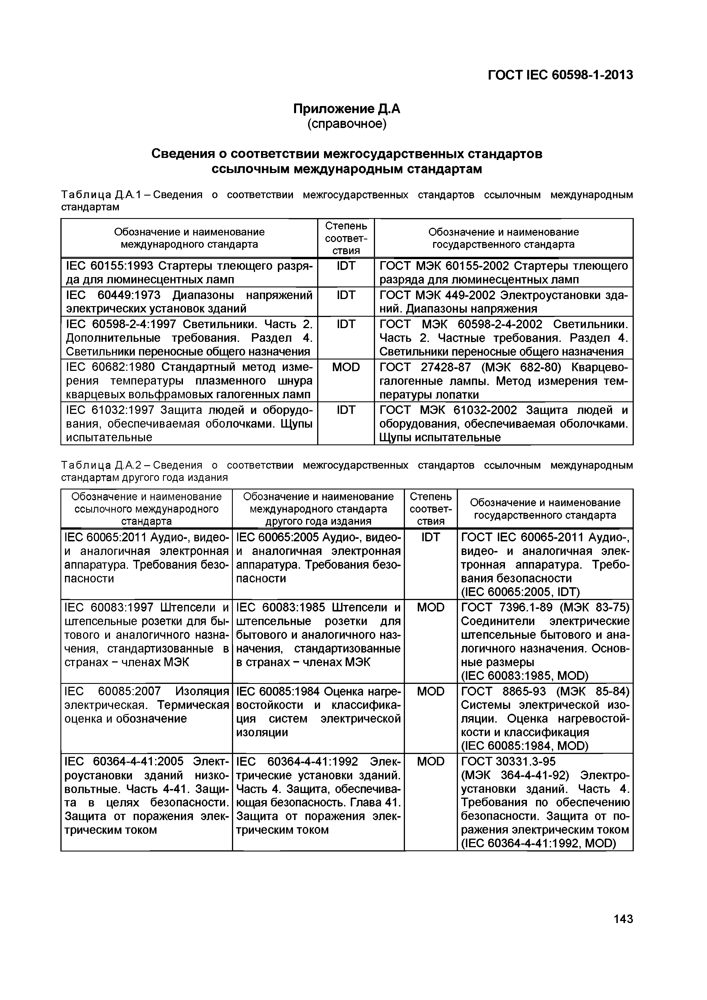 ГОСТ IEC 60598-1-2013
Приложение Д.А
(справочное)
Сведения о соответствии межгосударственных стандартов
ссылочным международным стандартам
Таблица Д.А.1 – Сведения о соответствии межгосударственных стандартов ссылочным международным
стандартам
Обозначение и наименование
международного стандарта
Степень
соответ-
ствия
Обозначение и наименование
государственного стандарта
IEC 60155:1993 Стартеры тлеющего разря-
да для люминесцентных ламп
IDT
ГОСТ МЭК 60155-2002 Стартеры тлеющего
разряда для люминесцентных ламп
IEC 60449:1973 Диапазоны напряжений
электрических установок зданий
IDT
ГОСТ МЭК 449-2002 Электроустановки зда-
ний. Диапазоны напряжения
IEC 60598-2-4:1997 Светильники. Часть 2.
Дополнительные требования. Раздел 4.
Светильники переносные общего назначения
IDT
ГОСТ МЭК 60598-2-4-2002 Светильники.
Часть 2. Частные требования. Раздел 4.
Светильники переносные общего назначения
IEC 60682:1980 Стандартный метод изме-
рения температуры плазменного шнура
кварцевых вольфрамовых галогенных ламп
MOD
ГОСТ 27428-87 (МЭК 682-80) Кварцево-
галогенные лампы. Метод измерения тем-
пературы лопатки
IEC 61032:1997 Защита людей и оборудо-
вания, обеспечиваемая оболочками. Щупы
испытательные
IDT
ГОСТ МЭК 61032-2002 Защита людей и
оборудования, обеспечиваемая оболочками.
Щупы испытательные
Таблица Д.А.2 – Сведения о соответствии межгосударственных стандартов ссылочным международным
стандартам другого года издания
Обозначение и наименование
ссылочного международного
стандарта
Обозначение и наименование
международного стандарта
другого года издания
Степень
соответ-
ствия
Обозначение и наименование
государственного стандарта
IEC 60065:2011 Аудио-, видео-
и аналогичная электронная
аппаратура. Требования безо-
пасности
IEC 60065:2005 Аудио-, видео-
и аналогичная электронная
аппаратура. Требования безо-
пасности
IDT
ГОСТ IEC 60065-2011 Аудио-,
видео- и аналогичная элек-
тронная аппаратура. Требо-
вания безопасности
(IEC 60065:2005, IDT)
IEC 60083:1997 Штепсели и
штепсельные розетки для бы-
тового и аналогичного назна-
чения, стандартизованные в
странах – членах МЭК
IEC 60083:1985 Штепсели и
штепсельные розетки для
бытового и аналогичного наз-
начения, стандартизованные
в странах – членах МЭК
MOD
ГОСТ 7396.1-89 (МЭК 83-75)
Соединители электрические
штепсельные бытового и ана-
логичного назначения. Основ-
ные размеры
(IEC 60083:1985, MOD)
IEC 60085:2007 Изоляция
электрическая. Термическая
оценка и обозначение
IEC 60085:1984 Оценка нагре-
востойкости и классифика-
ция систем электрической
изоляции
MOD
ГОСТ 8865-93 (МЭК 85-84)
Системы электрической изо-
ляции. Оценка нагревостой-
кости и классификация
(IEC 60085:1984, MOD)
IEC 60364-4-41:2005 Элект-
роустановки зданий низко-
вольтные. Часть 4-41. Защи-
та в целях безопасности.
Защита от поражения элек-
трическим током
IEC 60364-4-41:1992 Элек-
трические установки зданий.
Часть 4. Защита, обеспечива-
ющая безопасность. Глава 41.
Защита от поражения элек-
трическим током
MOD
ГОСТ 30331.3-95
(МЭК 364-4-41-92) Электро-
установки зданий. Часть 4.
Требования по обеспечению
безопасности. Защита от по-
ражения электрическим током
(IEC 60364-4-41:1992, MOD)
143